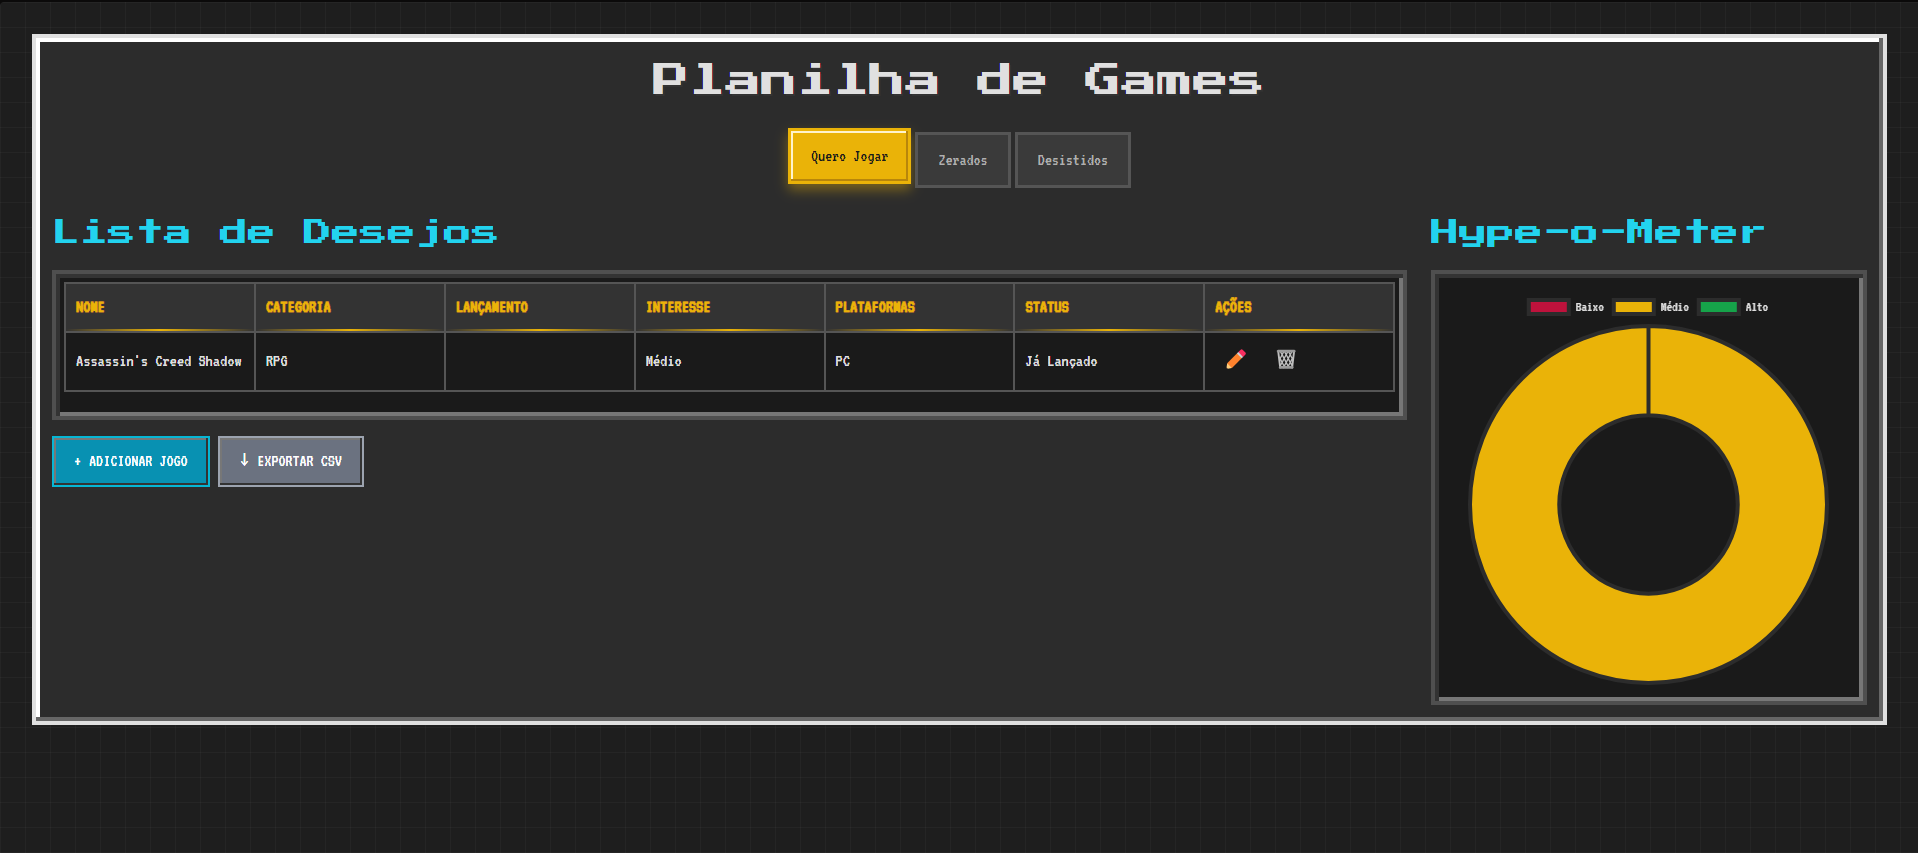 Planilha de Games
Quero Jogar Zerados Desistidos
Lista de Desejos
NOME CATEGORIA LANÇAMENTO INTERESSE PLATAFORMAS STATUS AÇÕES
Assassin's Creed Shadow RPG Médio PC Já Lançado
+ ADICIONAR JOGO ↓ EXPORTAR CSV
Hype-o-Meter
Baixo Médio Alto